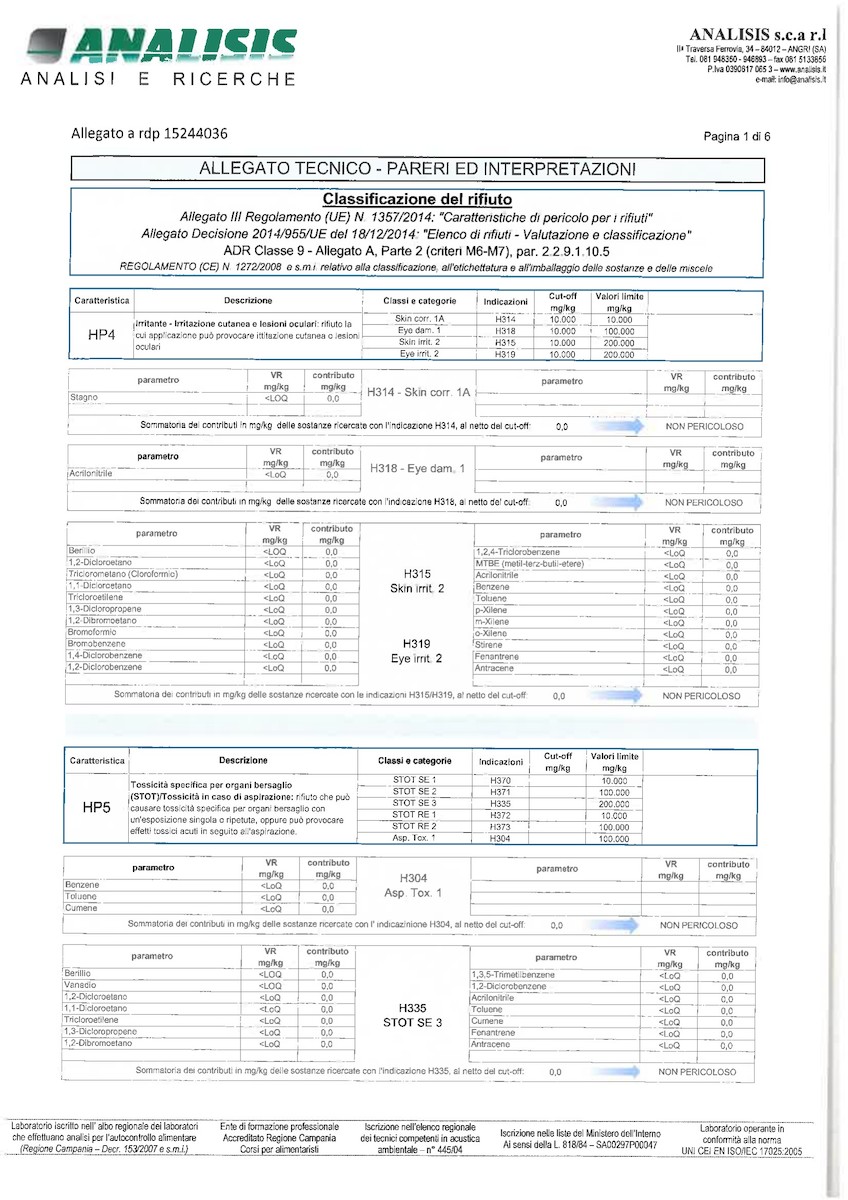 ANALISIS
ANALISI E RICERCHE
ANALISIS s.c.a r.l
IIª Traversa Ferrovia, 34 – 84012 – ANGRI (SA)
Tel. 081 948350 - 946893 – fax 081 5133655
P.Iva 0390617 065 3 – www.analisis.it
e-mail: info@analisis.it
Allegato a rdp 15244036
Pagina 1 di 6
ALLEGATO TECNICO - PARERI ED INTERPRETAZIONI
Classificazione del rifiuto
Allegato III Regolamento (UE) N. 1357/2014: "Caratteristiche di pericolo per i rifiuti"
Allegato Decisione 2014/955/UE del 18/12/2014: "Elenco di rifiuti - Valutazione e classificazione"
ADR Classe 9 - Allegato A, Parte 2 (criteri M6-M7), par. 2.2.9.1.10.5
REGOLAMENTO (CE) N. 1272/2008 e s.m.i. relativo alla classificazione, all'etichettatura e all'imballaggio delle sostanze e delle miscele
Caratteristica Descrizione Classi e categorie Indicazioni Cut-off mg/kg Valori limite mg/kg
HP4
Irritante - Irritazione cutanea e lesioni oculari: rifiuto la
cui applicazione può provocare ittitazione cutanea o lesioni
oculari
Skin corr. 1A H314 10.000 10.000
Eye dam. 1 H318 10.000 100.000
Skin irrit. 2 H315 10.000 200.000
Eye irrit. 2 H319 10.000 200.000
parametro VR mg/kg contributo mg/kg H314 - Skin corr. 1A parametro VR mg/kg contributo mg/kg
Stagno <LOQ 0,0
Sommatoria dei contributi in mg/kg delle sostanze ricercate con l'indicazione H314, al netto del cut-off: 0,0 NON PERICOLOSO
parametro VR mg/kg contributo mg/kg H318 - Eye dam. 1 parametro VR mg/kg contributo mg/kg
Acrilonitrile <LoQ 0,0
Sommatoria dei contributi in mg/kg delle sostanze ricercate con l'indicazione H318, al netto del cut-off: 0,0 NON PERICOLOSO
parametro VR mg/kg contributo mg/kg parametro VR mg/kg contributo mg/kg
Berillio <LOQ 0,0 1,2,4-Triclorobenzene <LoQ 0,0
1,2-Dicloroetano <LoQ 0,0 MTBE (metil-terz-butil-etere) <LoQ 0,0
Triclorometano (Cloroformio) <LoQ 0,0 H315 Acrilonitrile <LoQ 0,0
1,1-Dicloroetano <LoQ 0,0 Skin irrit. 2 Benzene <LoQ 0,0
Tricloroetilene <LoQ 0,0 Toluene <LoQ 0,0
1,3-Dicloropropene <LoQ 0,0 p-Xilene <LoQ 0,0
1,2-Dibromoetano <LoQ 0,0 m-Xilene <LoQ 0,0
Bromoformio <LoQ 0,0 o-Xilene <LoQ 0,0
Bromobenzene <LoQ 0,0 H319 Stirene <LoQ 0,0
1,4-Diclorobenzene <LoQ 0,0 Eye irrit. 2 Fenantrene <LoQ 0,0
1,2-Diclorobenzene <LoQ 0,0 Antracene <LoQ 0,0
Sommatoria dei contributi in mg/kg delle sostanze ricercate con le indicazioni H315/H319, al netto del cut-off: 0,0 NON PERICOLOSO
Caratteristica Descrizione Classi e categorie Indicazioni Cut-off mg/kg Valori limite mg/kg
HP5
Tossicità specifica per organi bersaglio
(STOT)/Tossicità in caso di aspirazione: rifiuto che può
causare tossicità specifica per organi bersaglio con
un'esposizione singola o ripetuta, oppure può provocare
effetti tossici acuti in seguito all'aspirazione.
STOT SE 1 H370 10.000
STOT SE 2 H371 100.000
STOT SE 3 H335 200.000
STOT RE 1 H372 10.000
STOT RE 2 H373 100.000
Asp. Tox. 1 H304 100.000
parametro VR mg/kg contributo mg/kg H304 Asp. Tox. 1 parametro VR mg/kg contributo mg/kg
Benzene <LoQ 0,0
Toluene <LoQ 0,0
Cumene <LoQ 0,0
Sommatoria dei contributi in mg/kg delle sostanze ricercate con l' indicazinione H304, al netto del cut-off: 0,0 NON PERICOLOSO
parametro VR mg/kg contributo mg/kg parametro VR mg/kg contributo mg/kg
Berillio <LOQ 0,0 1,3,5-Trimetilbenzene <LoQ 0,0
Vanadio <LOQ 0,0 1,2-Diclorobenzene <LoQ 0,0
1,2-Dicloroetano <LoQ 0,0 Acrilonitrile <LoQ 0,0
1,1-Dicloroetano <LoQ 0,0 H335 Toluene <LoQ 0,0
Tricloroetilene <LoQ 0,0 STOT SE 3 Cumene <LoQ 0,0
1,3-Dicloropropene <LoQ 0,0 Fenantrene <LoQ 0,0
1,2-Dibromoetano <LoQ 0,0 Antracene <LoQ 0,0
Sommatoria dei contributi in mg/kg delle sostanze ricercate con l'indicazione H335, al netto del cut-off: 0,0 NON PERICOLOSO
Laboratorio iscritto nell' albo regionale dei laboratori
che effettuano analisi per l'autocontrollo alimentare
(Regione Campania – Decr. 153/2007 e s.m.i.)
Ente di formazione professionale
Accreditato Regione Campania
Corsi per alimentaristi
Iscrizione nell'elenco regionale
dei tecnici competenti in acustica
ambientale – n° 445/04
Iscrizione nelle liste del Ministero dell'Interno
Ai sensi della L. 818/84 – SA00297P00047
Laboratorio operante in
conformità alla norma
UNI CEI EN ISO/IEC 17025:2005